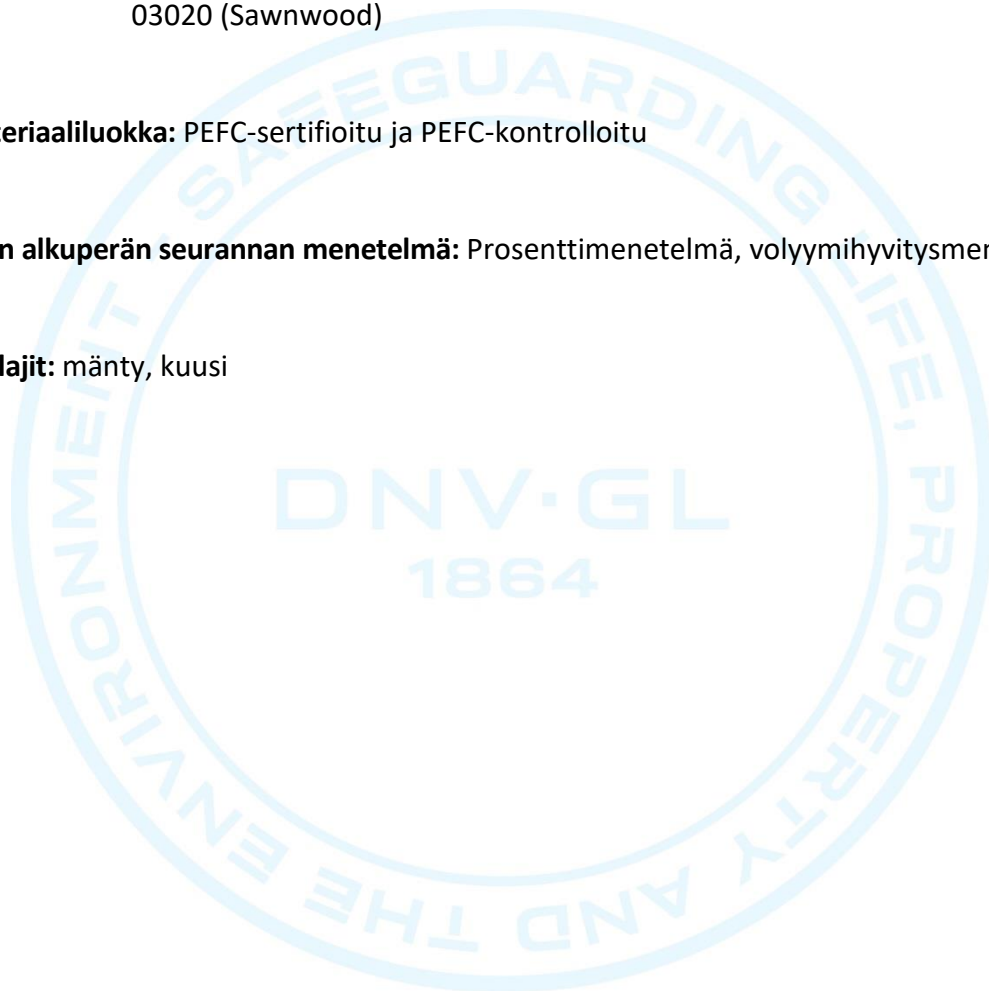 03020 (Sawnwood)
teriaaliluokka: PEFC-sertifioitu ja PEFC-kontrolloitu
n alkuperän seurannan menetelmä: Prosenttimenetelmä, volyymihyvitysmen
lajit: mänty, kuusi
SAFEGUARDING LIFE, PROPERTY AND THE ENVIRONMENT
DNV·GL
1864